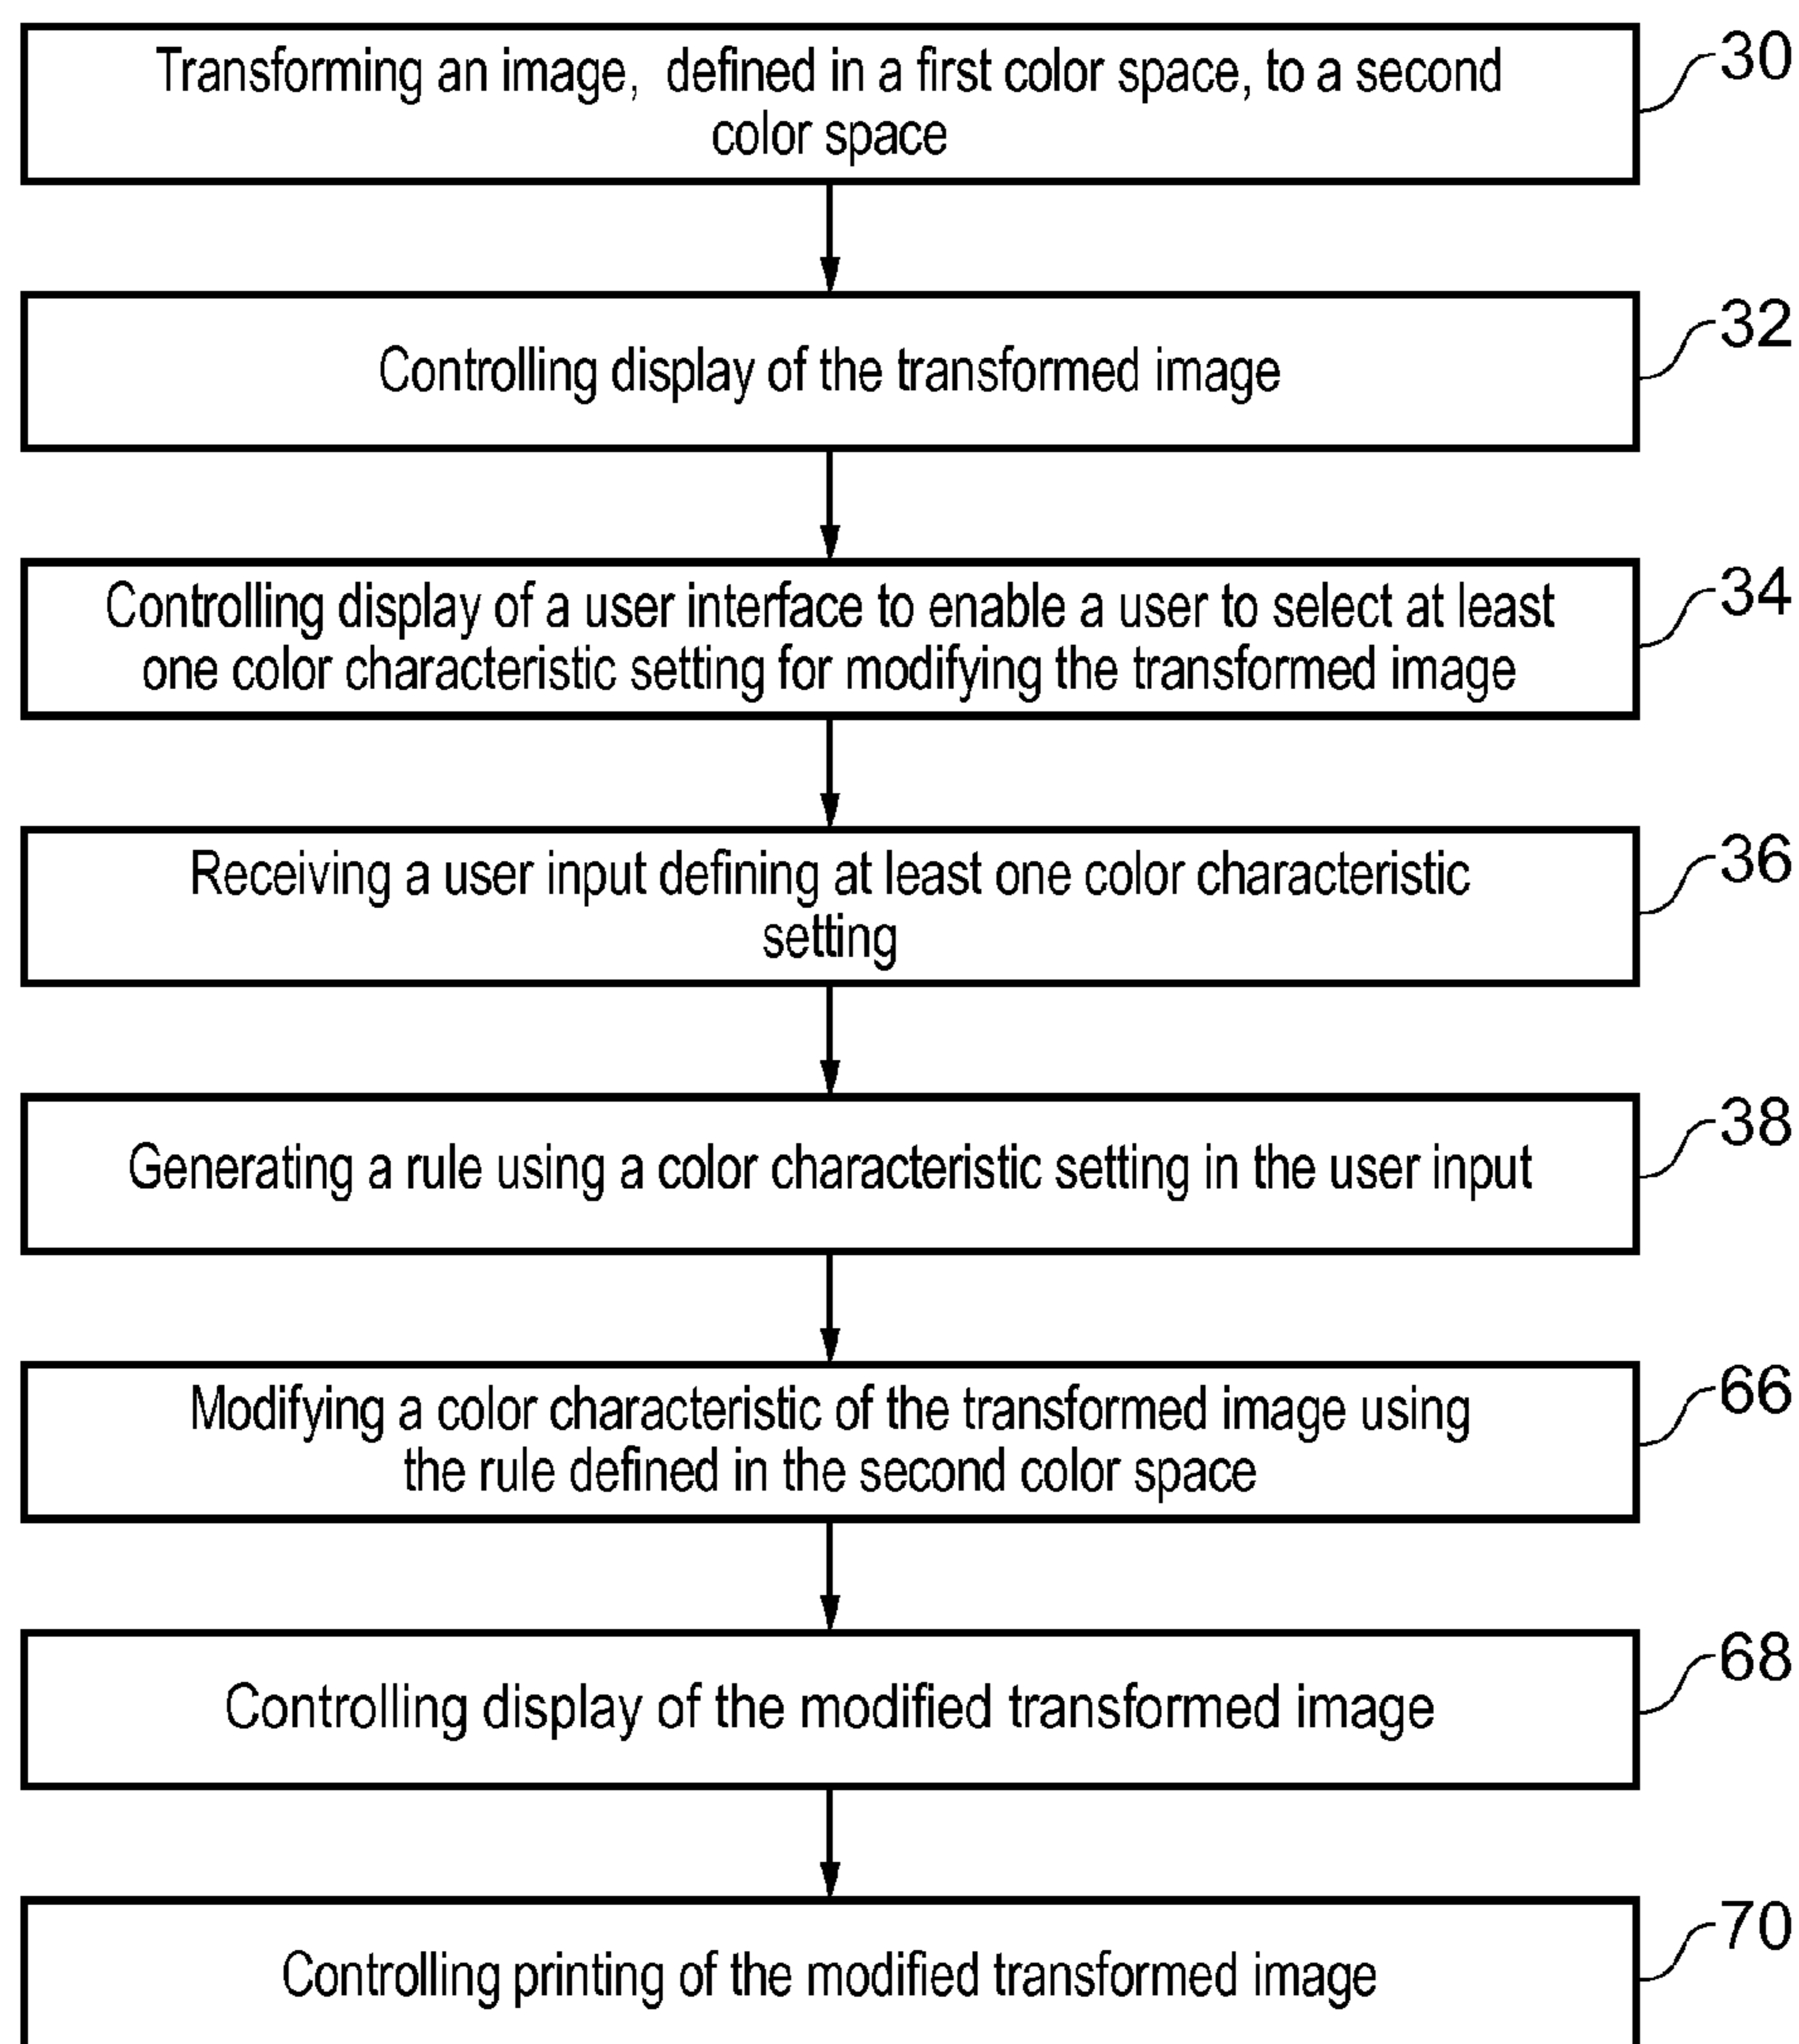 Transforming an image, defined in a first color space, to a second
color space
30
Controlling display of the transformed image
32
Controlling display of a user interface to enable a user to select at least
one color characteristic setting for modifying the transformed image
34
Receiving a user input defining at least one color characteristic
setting
36
Generating a rule using a color characteristic setting in the user input
38
Modifying a color characteristic of the transformed image using
the rule defined in the second color space
66
Controlling display of the modified transformed image
68
Controlling printing of the modified transformed image
70